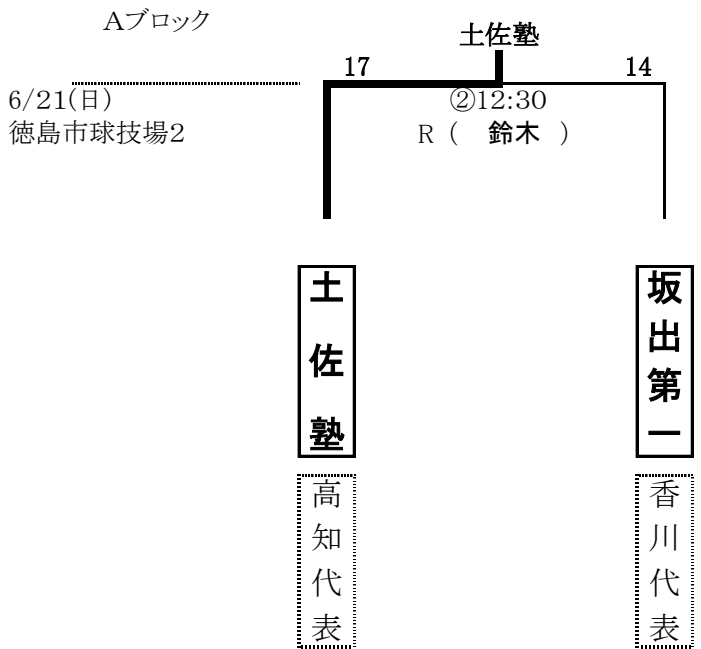 Aブロック
土佐塾
17
14
6/21(日)
②12:30
徳島市球技場2
R ( 鈴木 )
土佐塾
坂出第一
高知代表
香川代表